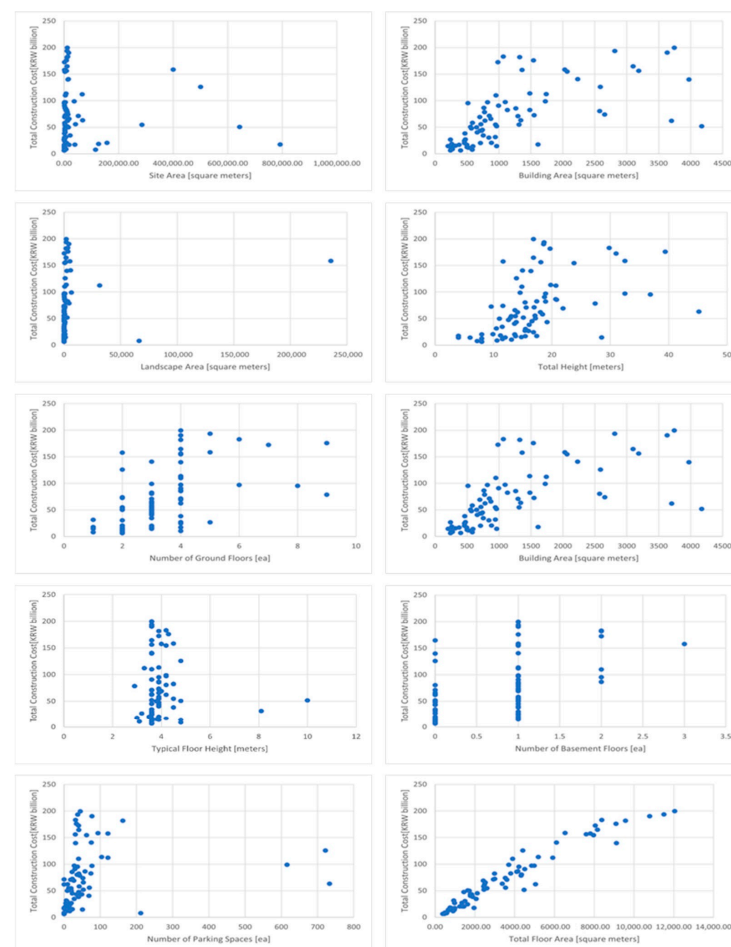 Total Construction Cost[KRW billion]
250
200
150
100
50
0
0.00 200,000.00 400,000.00 600,000.00 800,000.00 1,000,000.00
Site Area [square meters]
Total Construction Cost[KRW billion]
250
200
150
100
50
0
0 500 1000 1500 2000 2500 3000 3500 4000 4500
Building Area [square meters]
Total Construction Cost[KRW billion]
250
200
150
100
50
0
0 50,000 100,000 150,000 200,000 250,000
Landscape Area [square meters]
Total Construction Cost[KRW billion]
250
200
150
100
50
0
0 10 20 30 40 50
Total Height [meters]
Total Construction Cost[KRW billion]
250
200
150
100
50
0
0 2 4 6 8 10
Number of Ground Floors [ea]
Total Construction Cost[KRW billion]
250
200
150
100
50
0
0 500 1000 1500 2000 2500 3000 3500 4000 4500
Building Area [square meters]
Total Construction Cost[KRW billion]
250
200
150
100
50
0
0 2 4 6 8 10 12
Typical Floor Height [meters]
Total Construction Cost[KRW billion]
250
200
150
100
50
0
0 0.5 1 1.5 2 2.5 3 3.5
Number of Basement Floors [ea]
Total Construction Cost[KRW billion]
250
200
150
100
50
0
0 100 200 300 400 500 600 700 800
Number of Parking Spaces [ea]
Total Construction Cost[KRW billion]
250
200
150
100
50
0
0.00 2000.00 4000.00 6000.00 8000.00 10,000.00 12,000.00 14,000.00
Total Floor Area [square meters]